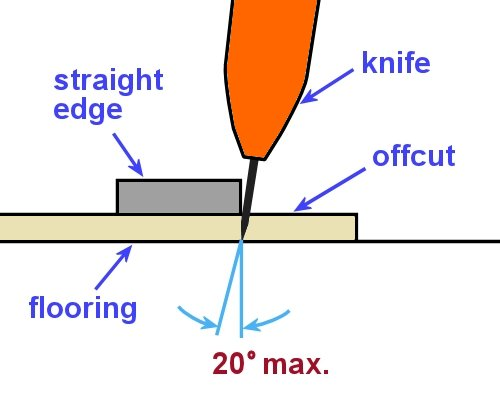 straight
edge
knife
offcut
flooring
20° max.